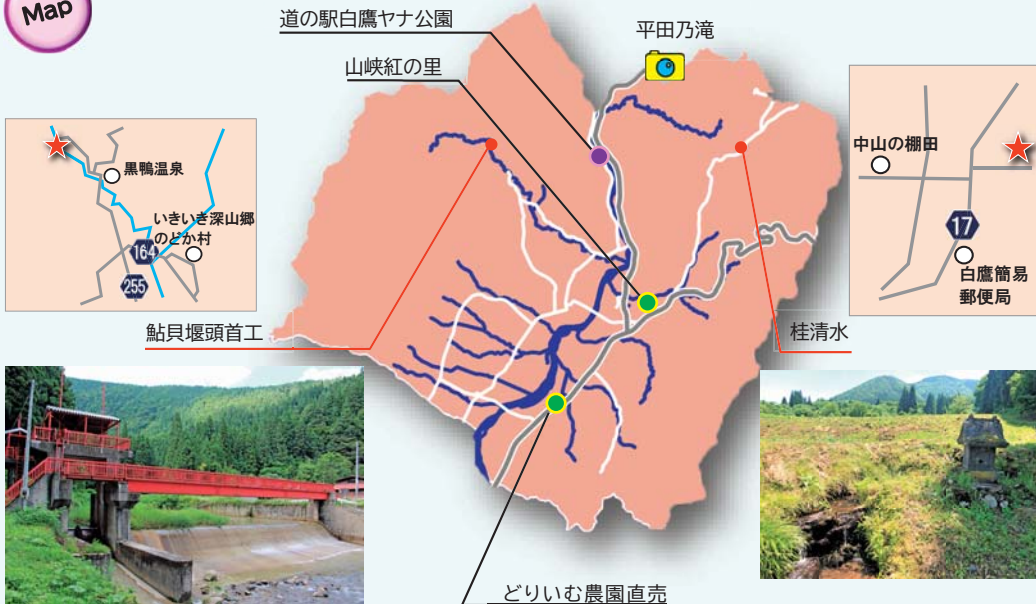 Map
道の駅白鷹ヤナ公園
平田乃滝
山峡紅の里
黒鴨温泉
いきいき深山郷
のどか村
164
255
中山の棚田
17
白鷹簡易
郵便局
鮎貝堰頭首工
桂清水
どりいむ農園直売